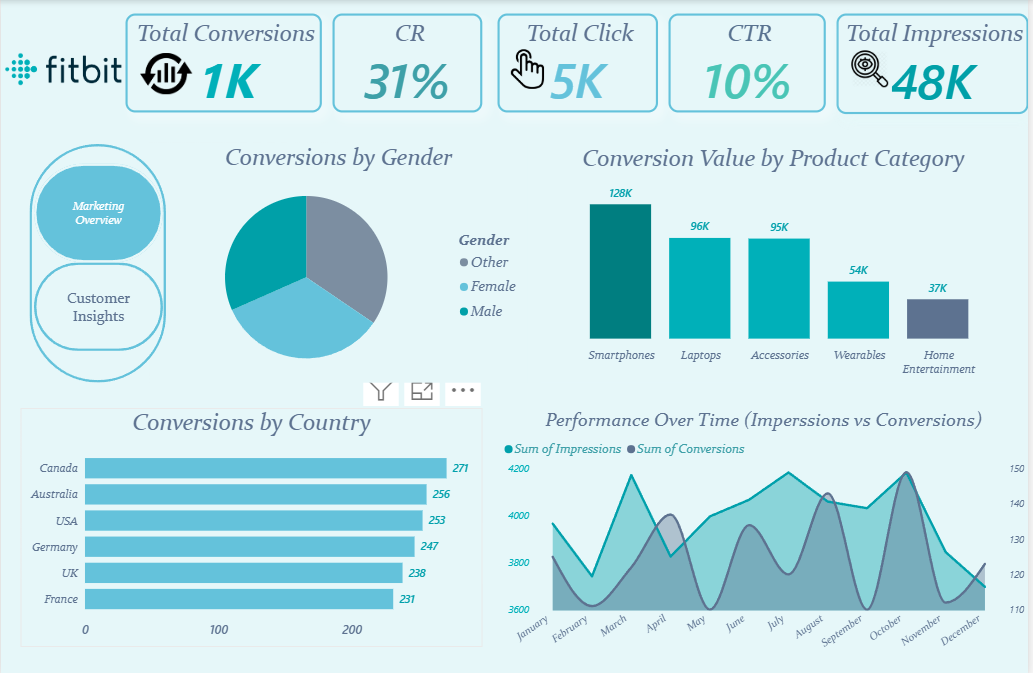 fitbit
Total Conversions
1K
CR
31%
Total Click
5K
CTR
10%
Total Impressions
48K
Marketing
Overview
Customer
Insights
Conversions by Gender
Gender
Other
Female
Male
Conversion Value by Product Category
128K
96K
95K
54K
37K
Smartphones
Laptops
Accessories
Wearables
Home
Entertainment
Conversions by Country
Canada 271
Australia 256
USA 253
Germany 247
UK 238
France 231
0 100 200
Performance Over Time (Imperssions vs Conversions)
Sum of Impressions Sum of Conversions
4200
4000
3800
3600
150
140
130
120
110
January
February
March
April
May
June
July
August
September
October
November
December